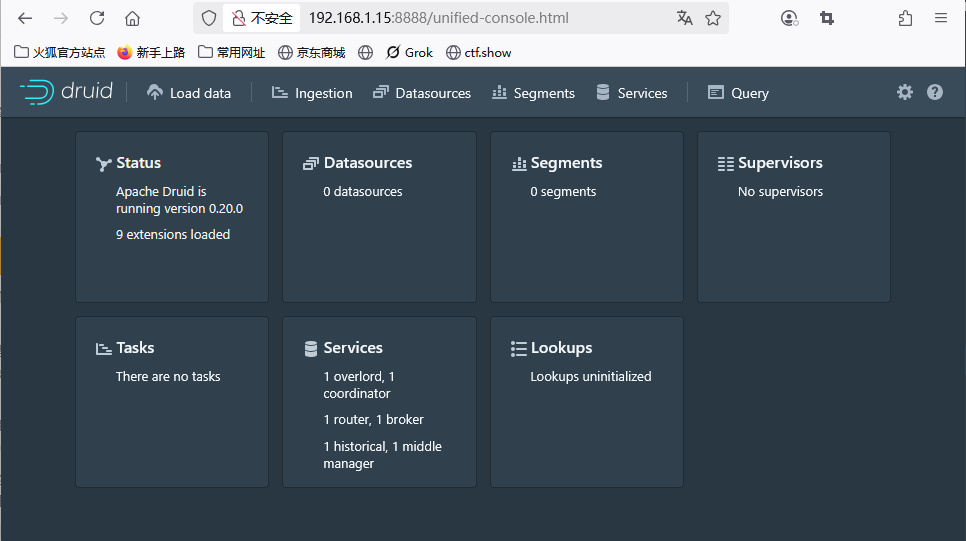 不安全 192.168.1.15:8888/unified-console.html
火狐官方站点 新手上路 常用网址 京东商城 Grok ctf.show
druid Load data Ingestion Datasources Segments Services Query
Status
Apache Druid is
running version 0.20.0
9 extensions loaded
Datasources
0 datasources
Segments
0 segments
Supervisors
No supervisors
Tasks
There are no tasks
Services
1 overlord, 1
coordinator
1 router, 1 broker
1 historical, 1 middle
manager
Lookups
Lookups uninitialized